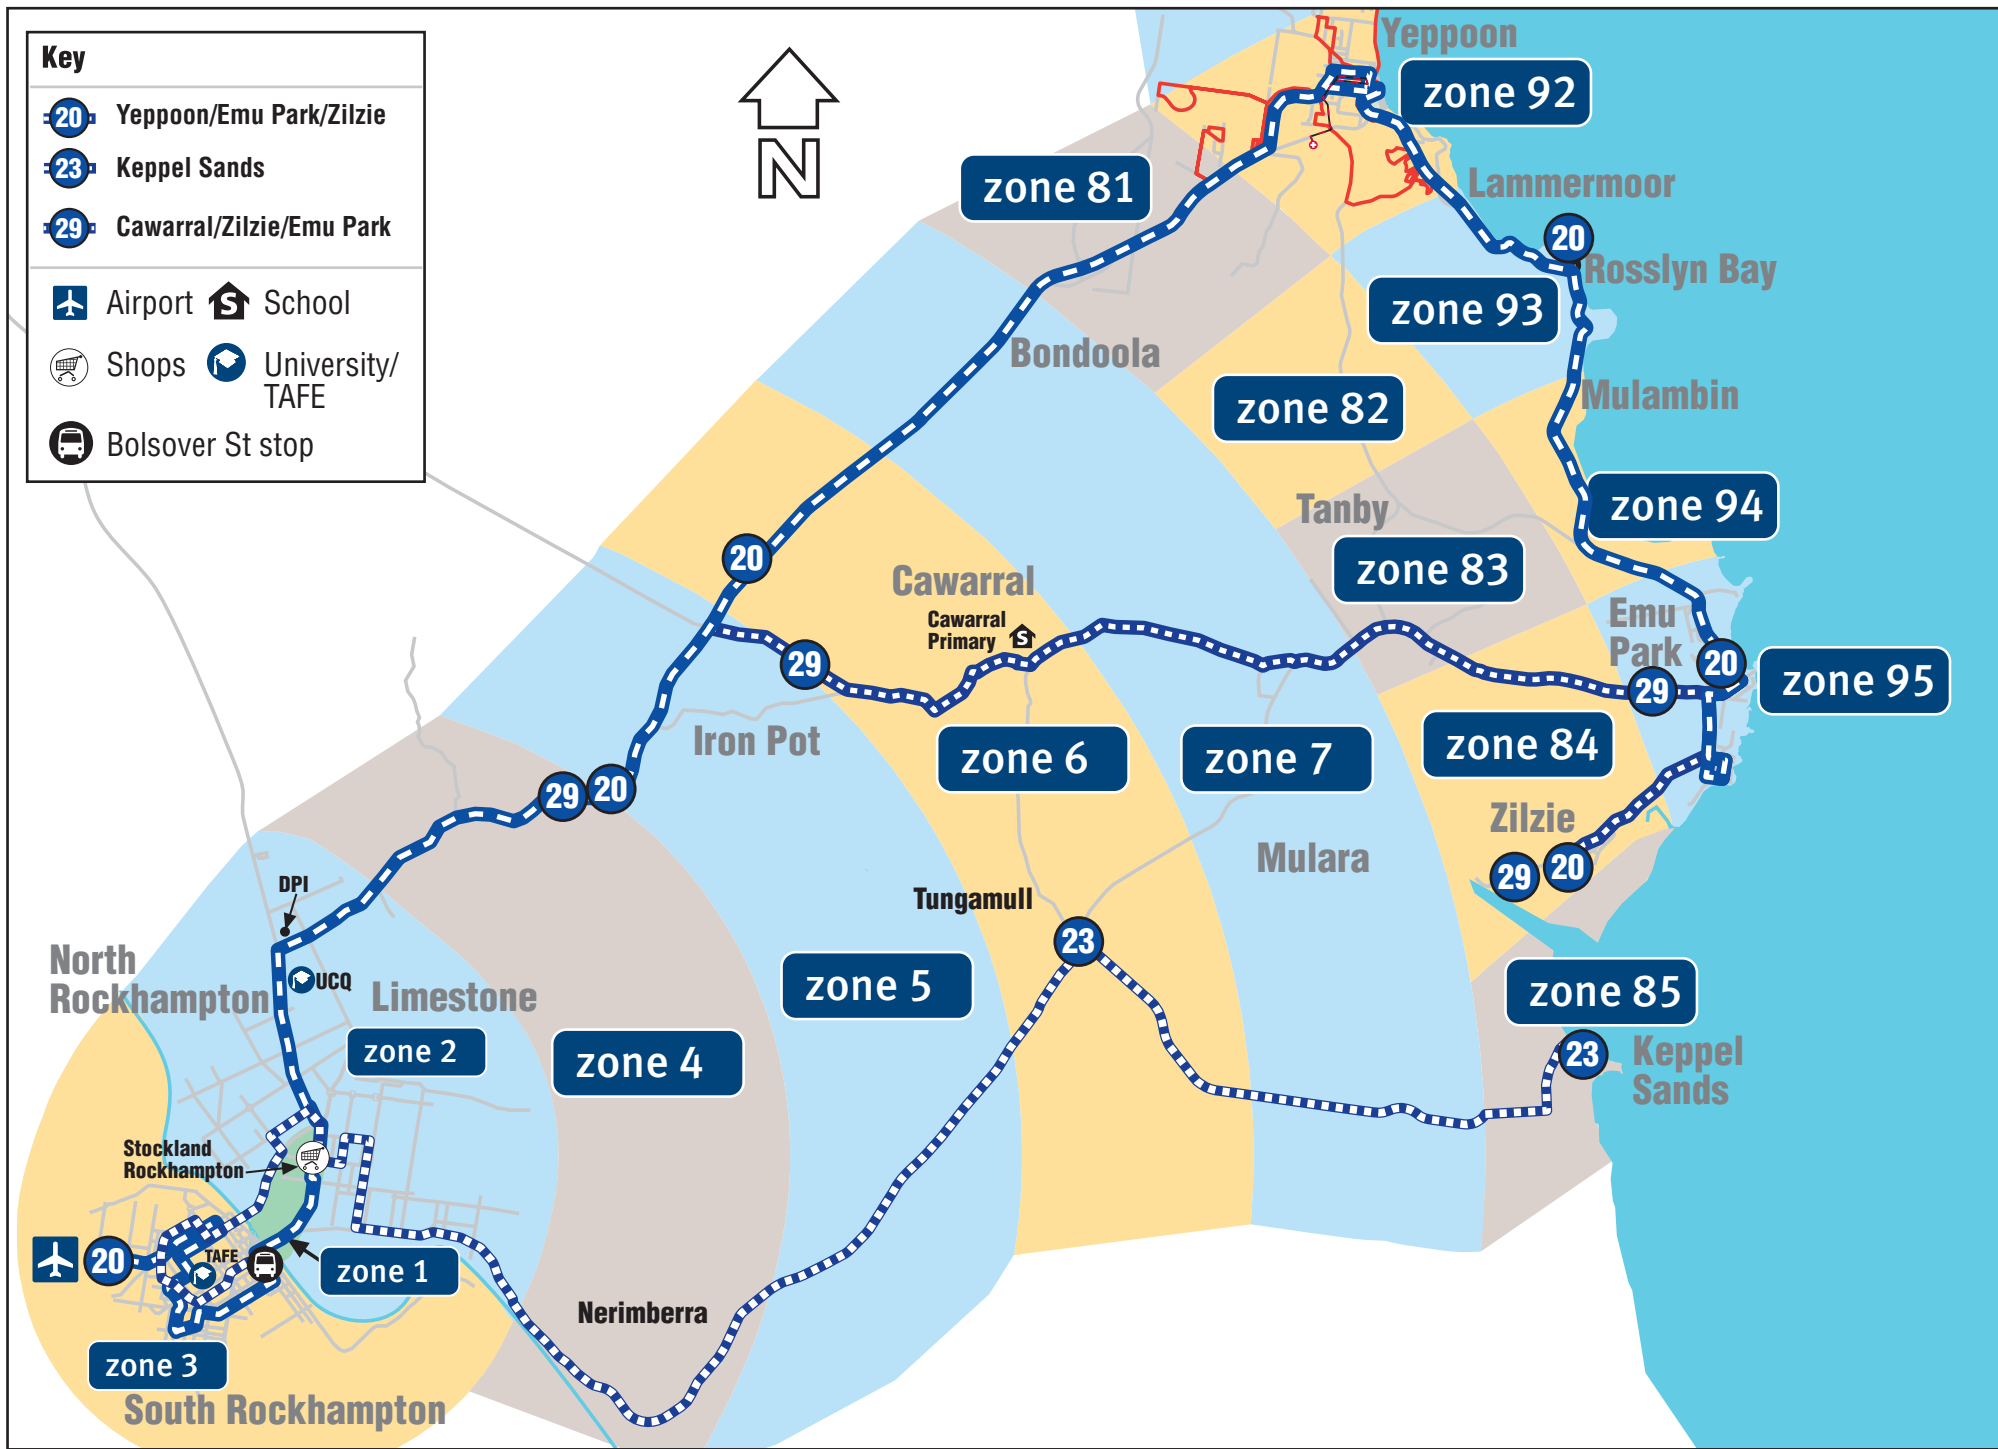 Key
20 Yeppoon/Emu Park/Zilzie
23 Keppel Sands
29 Cawarral/Zilzie/Emu Park
Airport
S School
Shops
University/
TAFE
Bolsover St stop
N
Yeppoon
zone 92
zone 81
Lammermoor
20
Rosslyn Bay
zone 93
Bondoola
Mulambin
zone 82
Tanby
zone 94
20
zone 83
Cawarral
Cawarral
Primary
S
Emu
Park
29
20
29
zone 95
Iron Pot
zone 6
zone 7
zone 84
29
20
Zilzie
Mulara
29
20
DPI
Tungamull
23
North
Rockhampton
UCQ
Limestone
zone 5
zone 85
zone 2
zone 4
23
Keppel
Sands
Stockland
Rockhampton
20
TAFE
zone 1
Nerimberra
zone 3
South Rockhampton